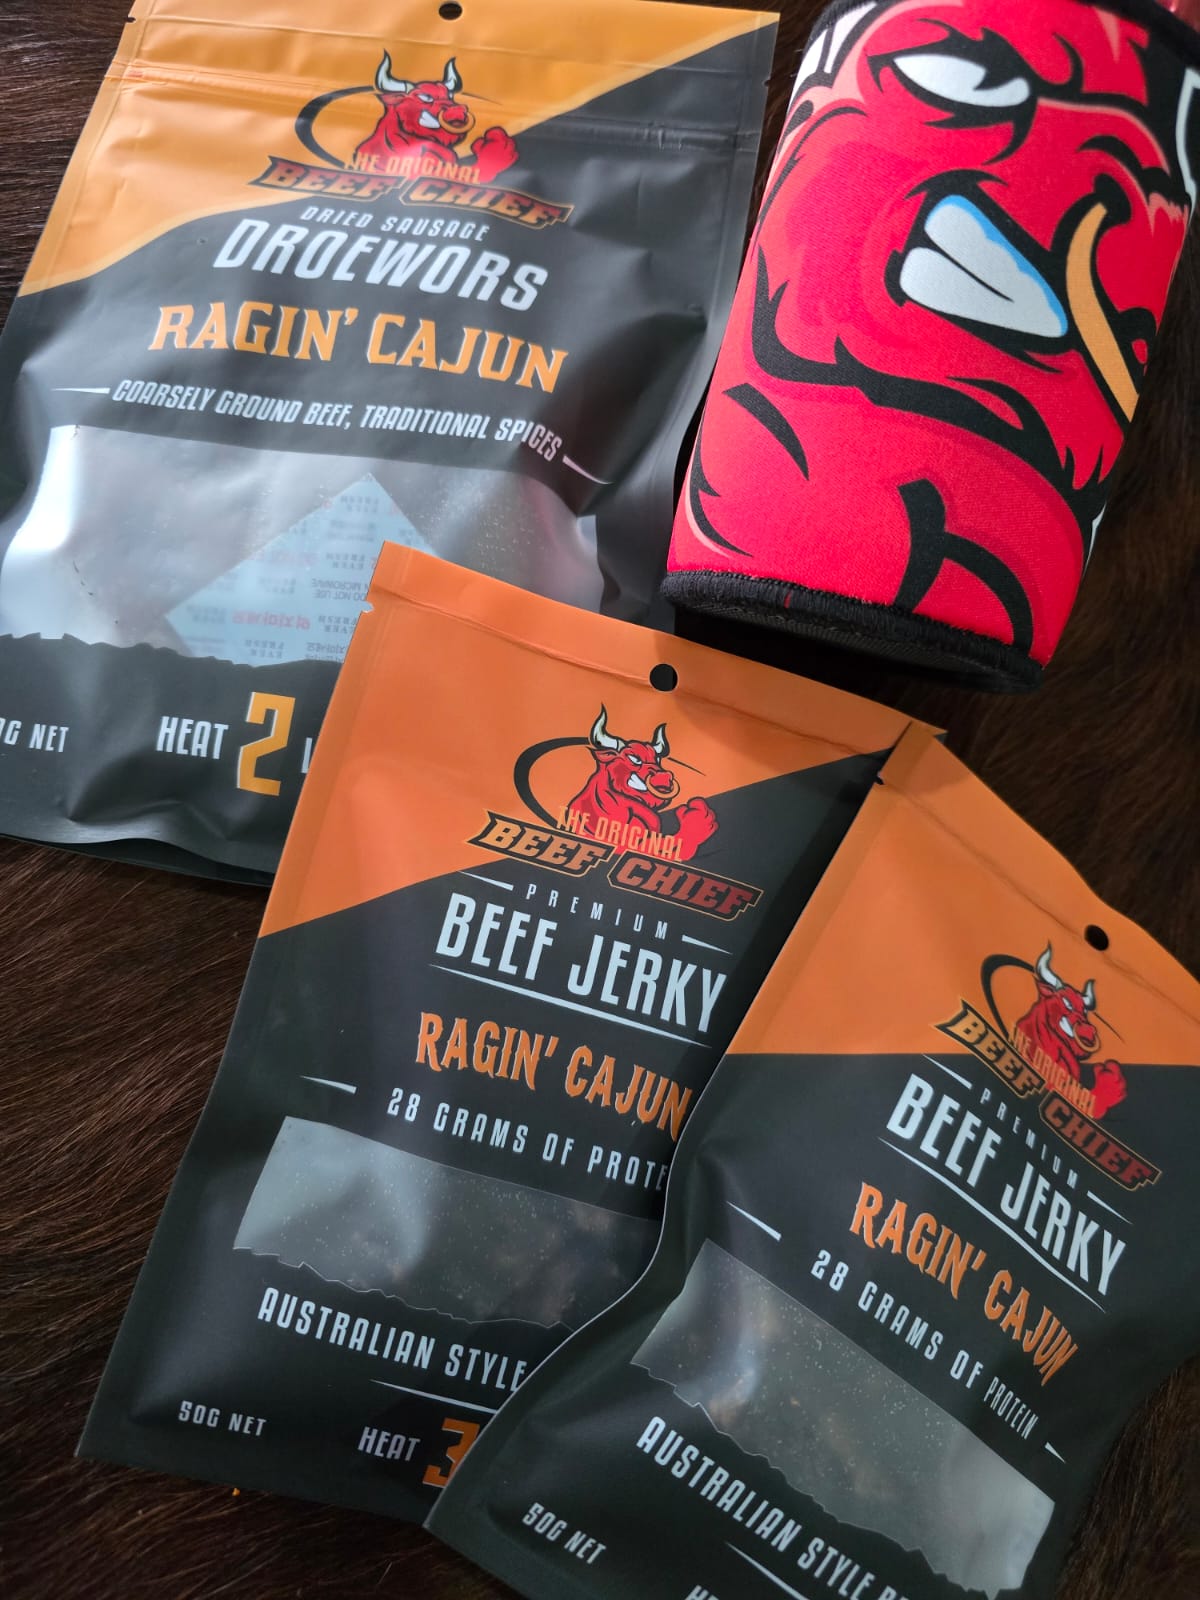 THE ORIGINAL
BEEF CHIEF
DRIED SAUSAGE
DROEWORS
RAGIN' CAJUN
COARSELY GROUND BEEF, TRADITIONAL SPICES
G NET
HEAT 2
THE ORIGINAL
BEEF CHIEF
PREMIUM
BEEF JERKY
RAGIN' CAJUN
28 GRAMS OF PROTE
AUSTRALIAN STYLE
50G NET
HEAT 3
THE ORIGINAL
BEEF CHIEF
PREMIUM
BEEF JERKY
RAGIN' CAJUN
28 GRAMS OF PROTEIN
AUSTRALIAN STYLE
50G NET